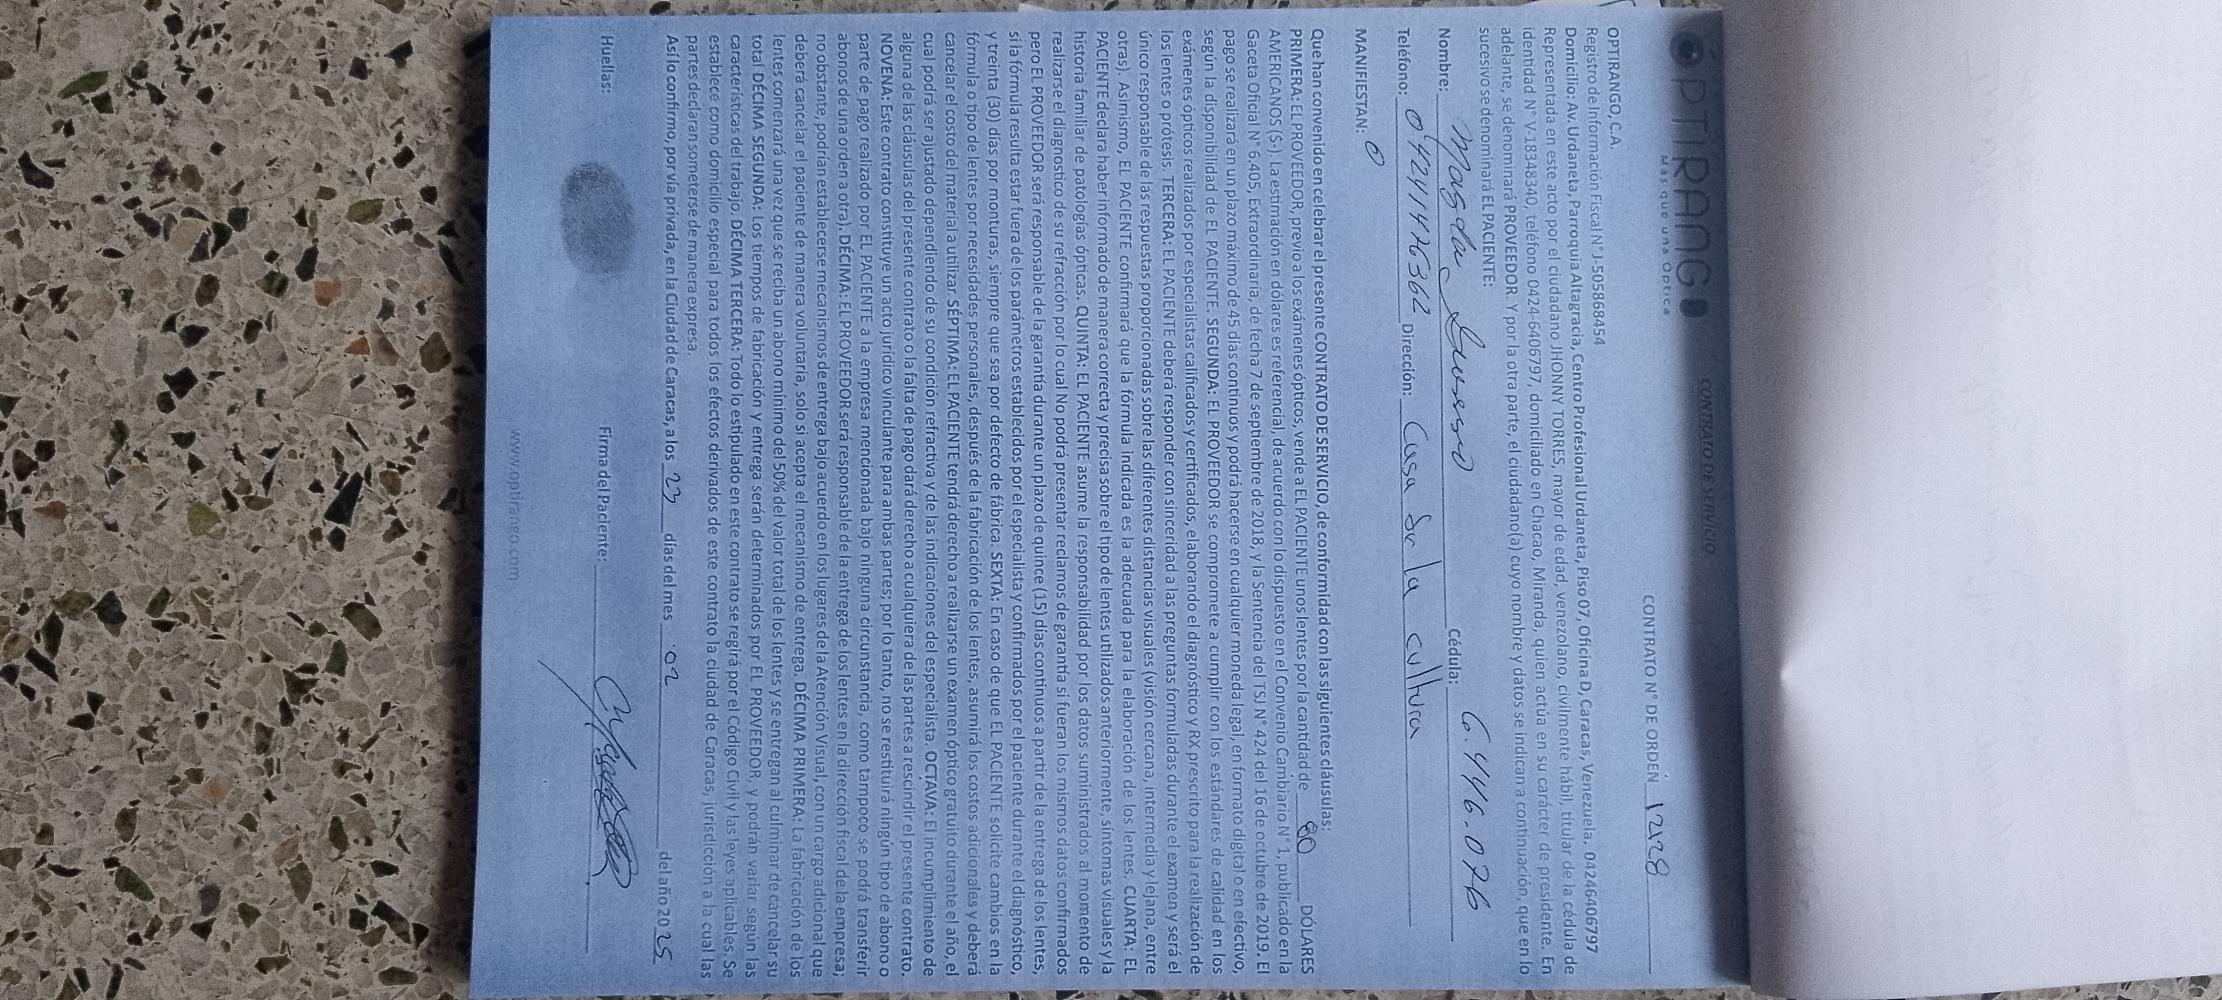 OPTIRANGO
Más que una Óptica
CONTRATO DE SERVICIO
CONTRATO N° DE ORDEN 12128
OPTIRANGO, C.A.
Registro de Información Fiscal N° J-505868454
Domicilio: Av. Urdaneta, Parroquia Altagracia, Centro Profesional Urdaneta, Piso 07, Oficina D, Caracas, Venezuela. 04246406797
Representada en este acto por el ciudadano JHONNY TORRES, mayor de edad, venezolano, civilmente hábil, titular de la cédula de
identidad N° V-18348340, teléfono 0424-6406797, domiciliado en Chacao, Miranda, quien actúa en su carácter de presidente. En
adelante, se denominará PROVEEDOR. Y por la otra parte, el ciudadano(a) cuyo nombre y datos se indican a continuación, que en lo
sucesivo se denominará EL PACIENTE:
Nombre: Magda Cédula: 6.446.076
Teléfono: Dirección: Casa de la cultura
MANIFIESTAN:
Que han convenido en celebrar el presente CONTRATO DE SERVICIO, de conformidad con las siguientes cláusulas:
PRIMERA: EL PROVEEDOR, previo a los exámenes ópticos, vende a EL PACIENTE unos lentes por la cantidad de 80 DÓLARES
AMERICANOS ($). La estimación en dólares es referencial, de acuerdo con lo dispuesto en el Convenio Cambiario N° 1, publicado en la
Gaceta Oficial N° 6.405, Extraordinaria, de fecha 7 de septiembre de 2018, y la Sentencia del TSJ N° 424 del 16 de octubre de 2019. El
pago se realizará en un plazo máximo de 45 días continuos y podrá hacerse en cualquier moneda legal, en formato digital o en efectivo,
según la disponibilidad de EL PACIENTE. SEGUNDA: EL PROVEEDOR se compromete a cumplir con los estándares de calidad en los
exámenes ópticos realizados por especialistas calificados y certificados, elaborando el diagnóstico y RX prescrito para la realización de
los lentes o prótesis. TERCERA: EL PACIENTE deberá responder con sinceridad a las preguntas formuladas durante el examen y será el
único responsable de las respuestas proporcionadas sobre las diferentes distancias visuales (visión cercana, intermedia y lejana, entre
otras). Asimismo, EL PACIENTE confirmará que la fórmula indicada es la adecuada para la elaboración de los lentes. CUARTA: EL
PACIENTE declara haber informado de manera correcta y precisa sobre el tipo de lentes utilizados anteriormente, síntomas visuales y la
historia familiar de patologías ópticas. QUINTA: EL PACIENTE asume la responsabilidad por los datos suministrados al momento de
realizarse el diagnostico de su refracción por lo cual No podrá presentar reclamos de garantía si fueran los mismos datos confirmados
pero EL PROVEEDOR será responsable de la garantía durante un plazo de quince (15) días continuos a partir de la entrega de los lentes,
si la fórmula resulta estar fuera de los parámetros establecidos por el especialista y confirmados por el paciente durante el diagnóstico,
y treinta (30) días por monturas, siempre que sea por defecto de fábrica. SEXTA: En caso de que EL PACIENTE solicite cambios en la
fórmula o tipo de lentes por necesidades personales, después de la fabricación de los lentes, asumirá los costos adicionales y deberá
cancelar el costo del material a utilizar. SÉPTIMA: EL PACIENTE tendrá derecho a realizarse un examen óptico gratuito durante el año, el
cual podrá ser ajustado dependiendo de su condición refractiva y de las indicaciones del especialista. OCTAVA: El incumplimiento de
alguna de las cláusulas del presente contrato o la falta de pago dará derecho a cualquiera de las partes a rescindir el presente contrato.
NOVENA: Este contrato constituye un acto jurídico vinculante para ambas partes; por lo tanto, no se restituirá ningún tipo de abono o
parte de pago realizado por EL PACIENTE a la empresa mencionada bajo ninguna circunstancia, como tampoco se podrá transferir
abonos de una orden a otra). DÉCIMA: EL PROVEEDOR será responsable de la entrega de los lentes en la dirección fiscal de la empresa;
no obstante, podrían establecerse mecanismos de entrega bajo acuerdo en los lugares de la Atención Visual, con un cargo adicional que
deberá cancelar el paciente de manera voluntaria, solo si acepta el mecanismo de entrega. DÉCIMA PRIMERA: La fabricación de los
lentes comenzará una vez que se reciba un abono mínimo del 50% del valor total de los lentes y se entregan al culminar de cancelar su
total DÉCIMA SEGUNDA: Los tiempos de fabricación y entrega serán determinados por EL PROVEEDOR, y podrán variar según las
características del trabajo. DÉCIMA TERCERA: Todo lo estipulado en este contrato se regirá por el Código Civil y las leyes aplicables. Se
establece como domicilio especial para todos los efectos derivados de este contrato la ciudad de Caracas, jurisdicción a la cual las
partes declaran someterse de manera expresa.
Así lo confirmo, por vía privada, en la Ciudad de Caracas, a los 23 días del mes 02 del año 2025
Huellas: Firma del Paciente:
www.optirango.com